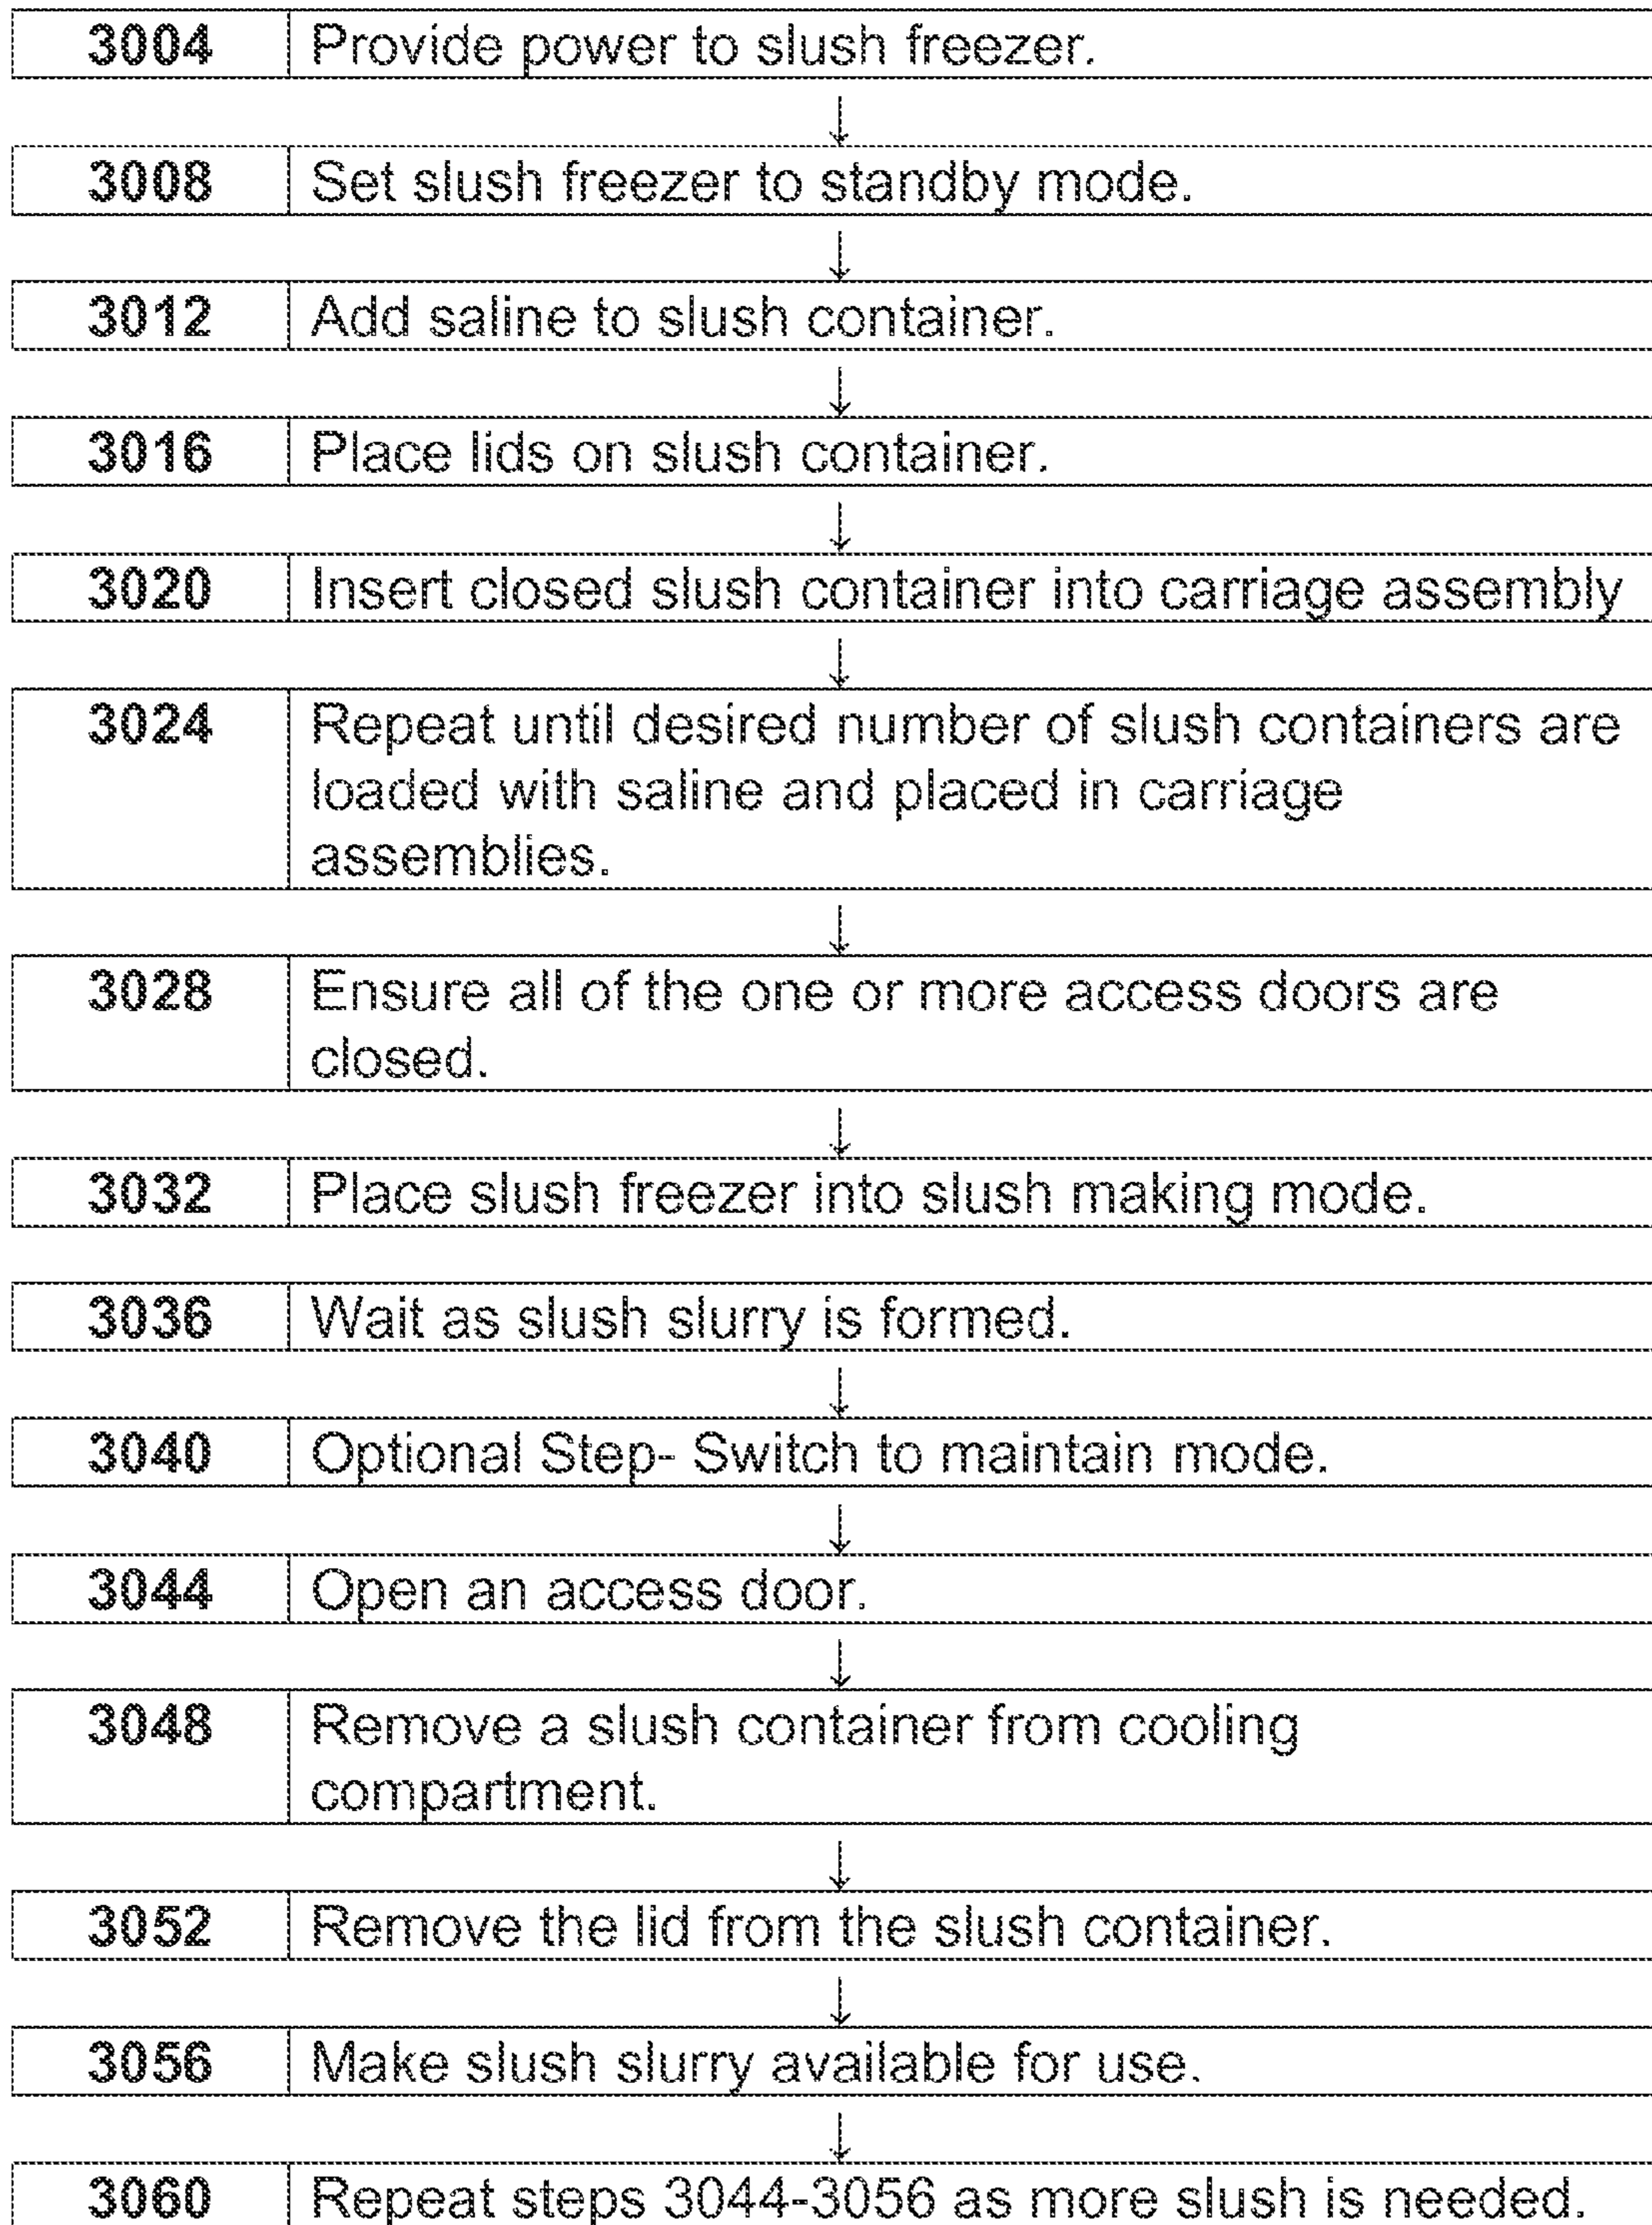 3004 Provide power to slush freezer.
↓
3008 Set slush freezer to standby mode.
↓
3012 Add saline to slush container.
↓
3016 Place lids on slush container.
↓
3020 Insert closed slush container into carriage assembly
↓
3024 Repeat until desired number of slush containers are
loaded with saline and placed in carriage
assemblies.
↓
3028 Ensure all of the one or more access doors are
closed.
↓
3032 Place slush freezer into slush making mode.
3036 Wait as slush slurry is formed.
↓
3040 Optional Step- Switch to maintain mode.
↓
3044 Open an access door.
↓
3048 Remove a slush container from cooling
compartment.
↓
3052 Remove the lid from the slush container.
↓
3056 Make slush slurry available for use.
↓
3060 Repeat steps 3044-3056 as more slush is needed.